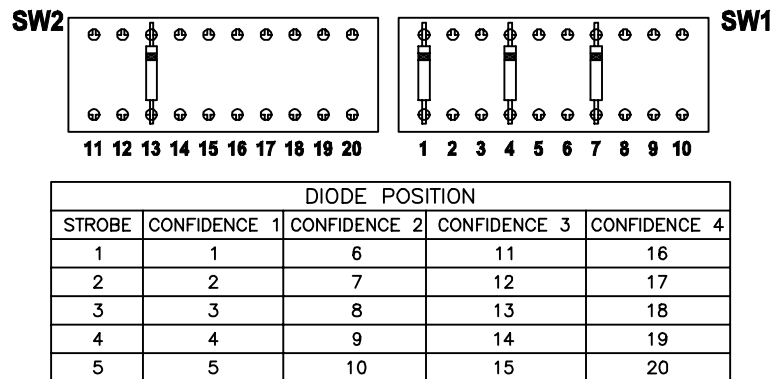 SW2 SW1
11 12 13 14 15 16 17 18 19 20 1 2 3 4 5 6 7 8 9 10
DIODE POSITION
STROBE CONFIDENCE 1 CONFIDENCE 2 CONFIDENCE 3 CONFIDENCE 4
1 1 6 11 16
2 2 7 12 17
3 3 8 13 18
4 4 9 14 19
5 5 10 15 20